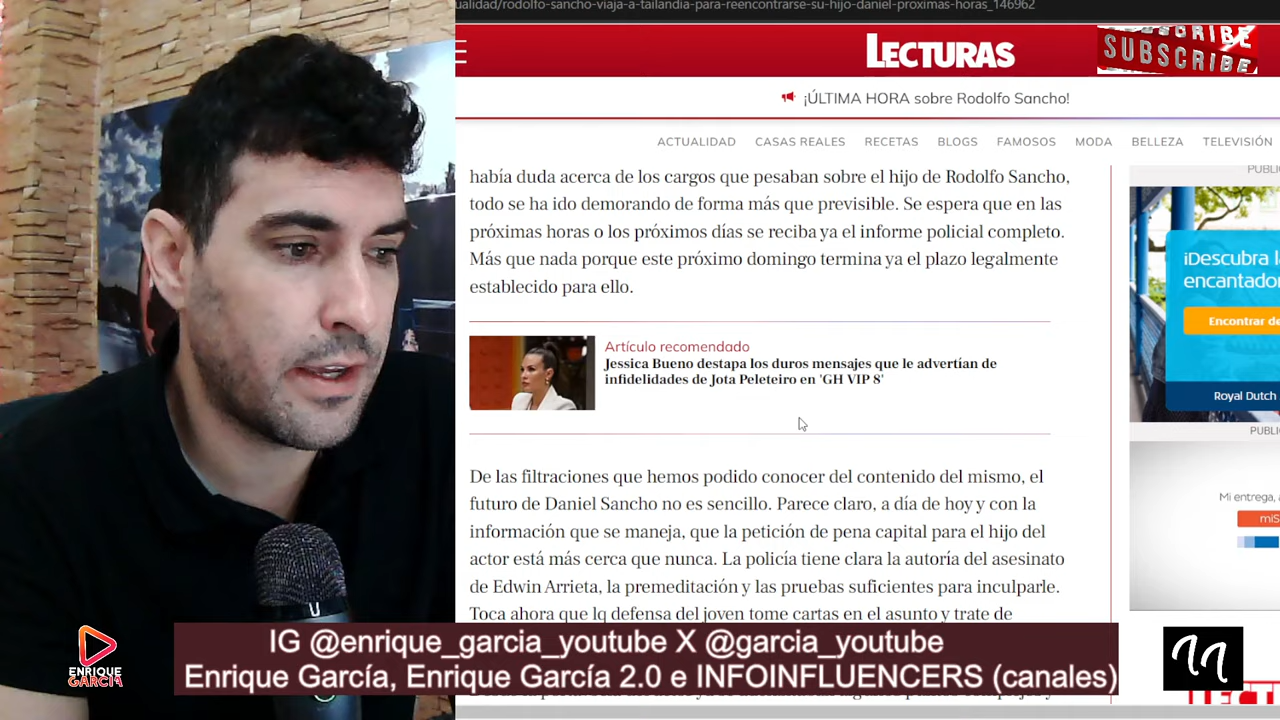 ualidad/rodolfo-sancho-viaja-a-tailandia-para-reencontrarse-su-hijo-daniel-proximas-horas_146962
LECTURAS
SUBSCRIBE
¡ÚLTIMA HORA sobre Rodolfo Sancho!
ACTUALIDAD CASAS REALES RECETAS BLOGS FAMOSOS MODA BELLEZA TELEVISIÓN
había duda acerca de los cargos que pesaban sobre el hijo de Rodolfo Sancho,
todo se ha ido demorando de forma más que previsible. Se espera que en las
próximas horas o los próximos días se reciba ya el informe policial completo.
Más que nada porque este próximo domingo termina ya el plazo legalmente
establecido para ello.
Artículo recomendado
Jessica Bueno destapa los duros mensajes que le advertían de
infidelidades de Jota Peleteiro en 'GH VIP 8'
De las filtraciones que hemos podido conocer del contenido del mismo, el
futuro de Daniel Sancho no es sencillo. Parece claro, a día de hoy y con la
información que se maneja, que la petición de pena capital para el hijo del
actor está más cerca que nunca. La policía tiene clara la autoría del asesinato
de Edwin Arrieta, la premeditación y las pruebas suficientes para inculparle.
Toca ahora que lq defensa del joven tome cartas en el asunto y trate de
PUBLI
¡Descubra l
encantado
Encontrar de
Royal Dutch
PUBLI
Mi entrega,
miS
IG @enrique_garcia_youtube X @garcia_youtube
Enrique García, Enrique García 2.0 e INFOINFLUENCERS (canales)
ENRIQUE
GARCÍA